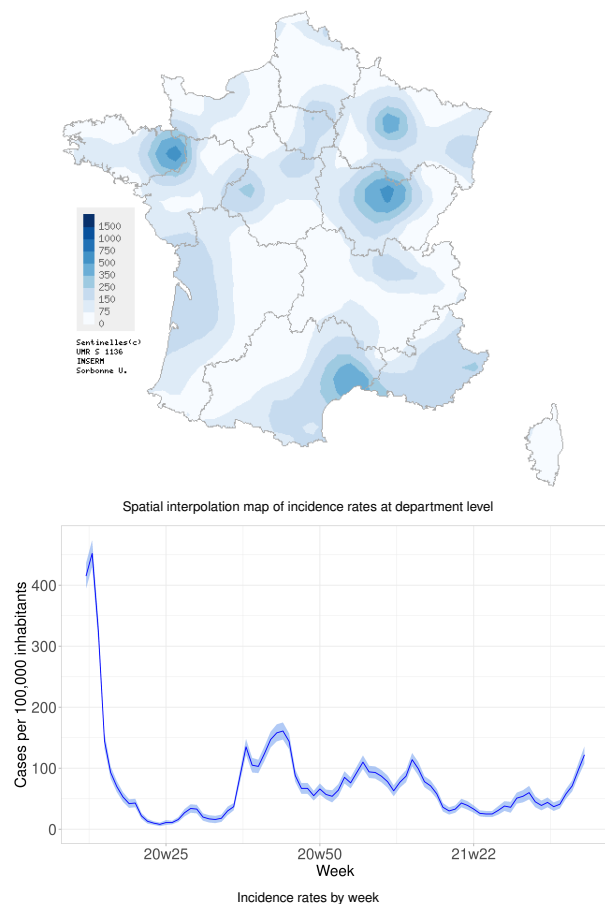 1500
1000
750
500
350
250
150
75
0
Sentinelles(c)
UMR S 1136
INSERM
Sorbonne U.
Spatial interpolation map of incidence rates at department level
Cases per 100,000 inhabitants
400
300
200
100
0
20w25 20w50 21w22
Week
Incidence rates by week